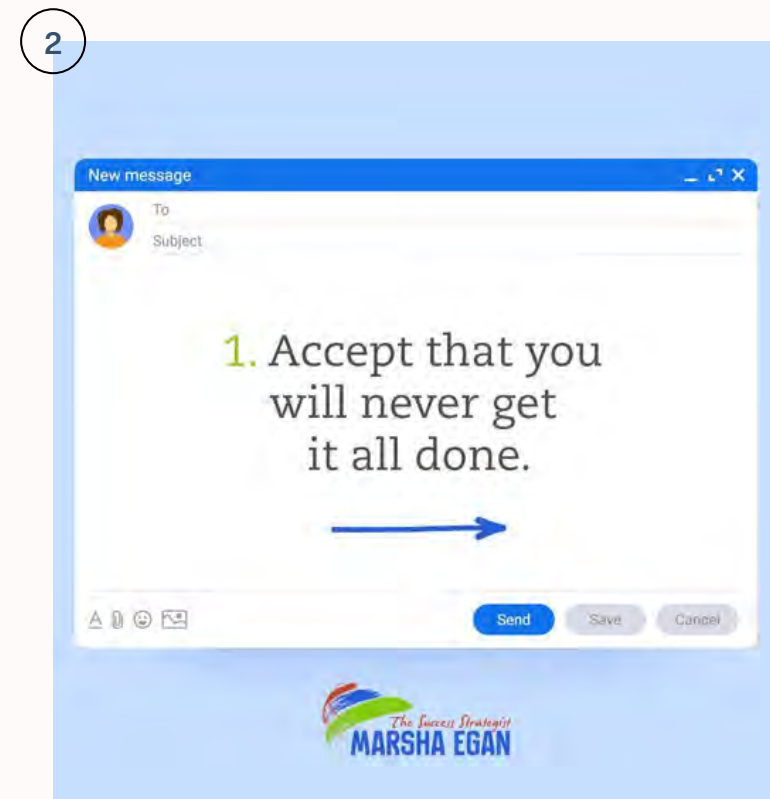 2
New message
To
Subject
1. Accept that you
will never get
it all done.
A
Send Save Cancel
The Success Strategist
MARSHA EGAN